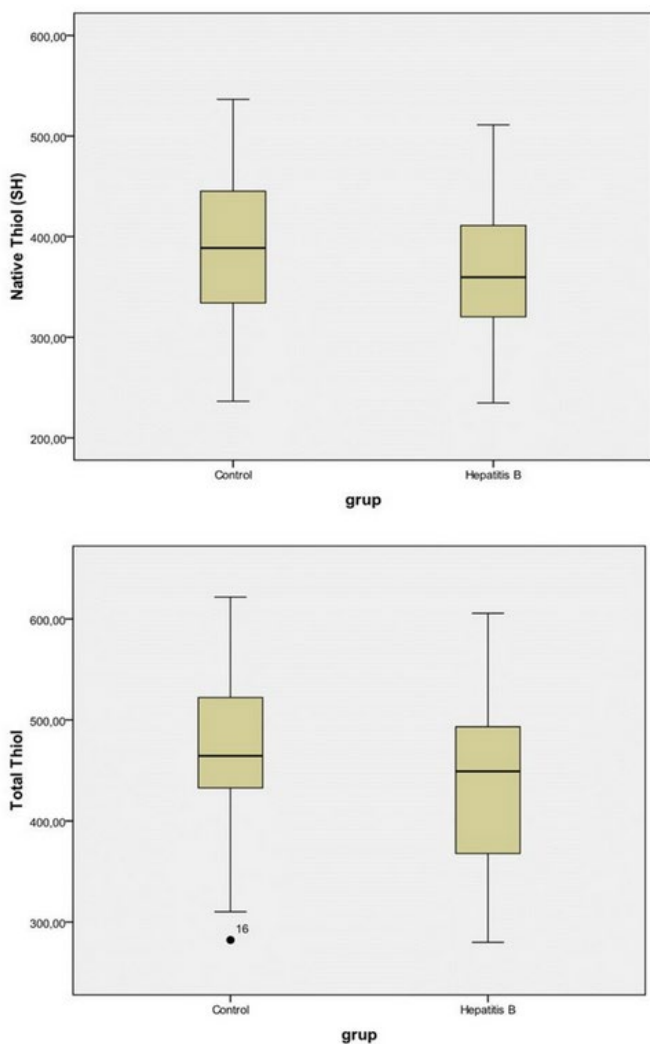 600,00
500,00
400,00
300,00
200,00
Native Thiol (SH)
Control
Hepatitis B
grup
600,00
500,00
400,00
300,00
Total Thiol
16
Control
Hepatitis B
grup